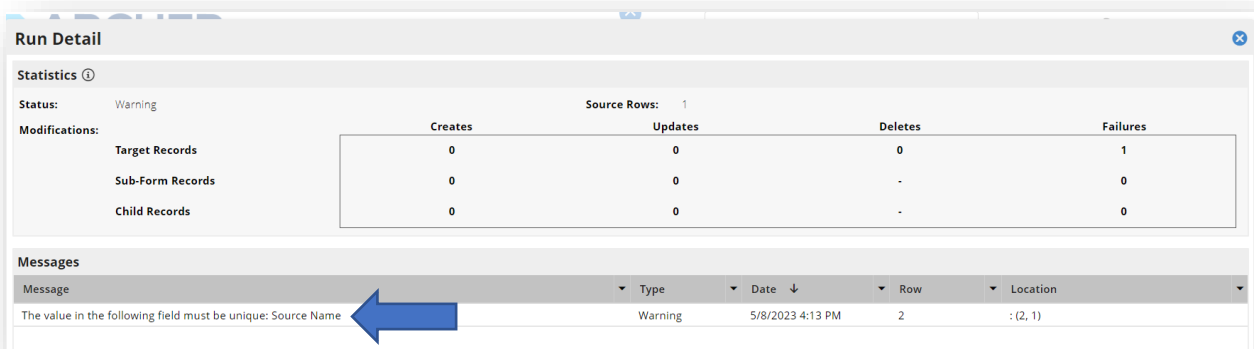 ARCHER
Run Detail
Statistics
Status: Warning Source Rows: 1
Modifications: Creates Updates Deletes Failures
Target Records 0 0 0 1
Sub-Form Records 0 0 - 0
Child Records 0 0 - 0
Messages
Message Type Date Row Location
The value in the following field must be unique: Source Name Warning 5/8/2023 4:13 PM 2 : (2, 1)